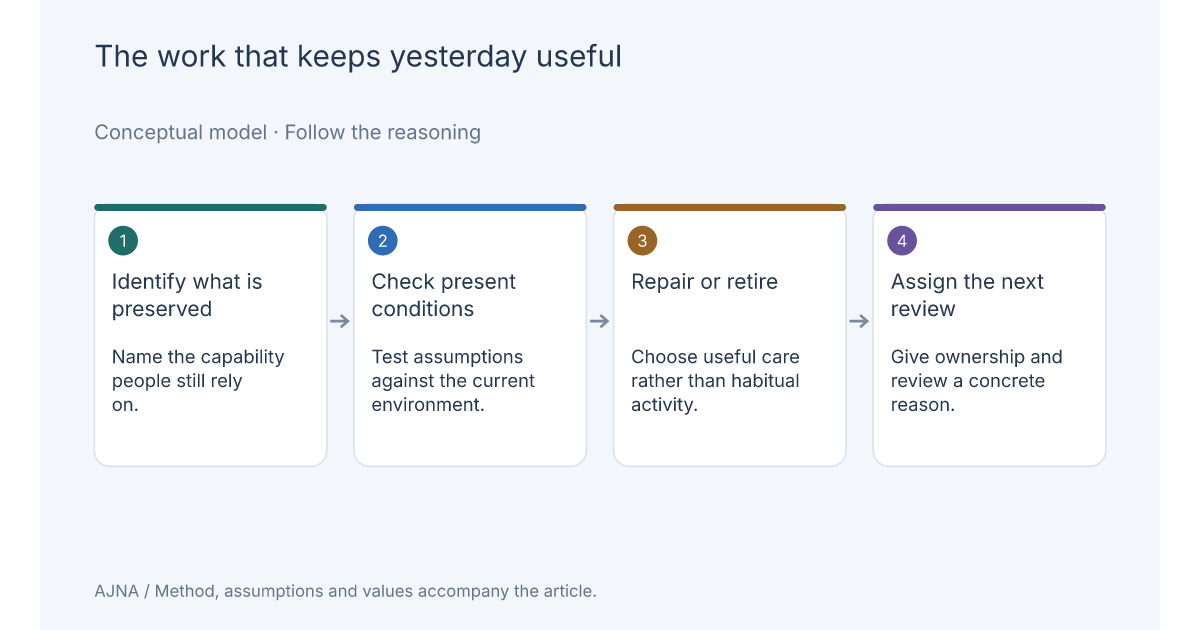 The work that keeps yesterday useful
Conceptual model · Follow the reasoning
1
Identify what is
preserved
Name the capability
people still rely
on.
2
Check present
conditions
Test assumptions
against the current
environment.
3
Repair or retire
Choose useful care
rather than habitual
activity.
4
Assign the next
review
Give ownership and
review a concrete
reason.
AJNA / Method, assumptions and values accompany the article.